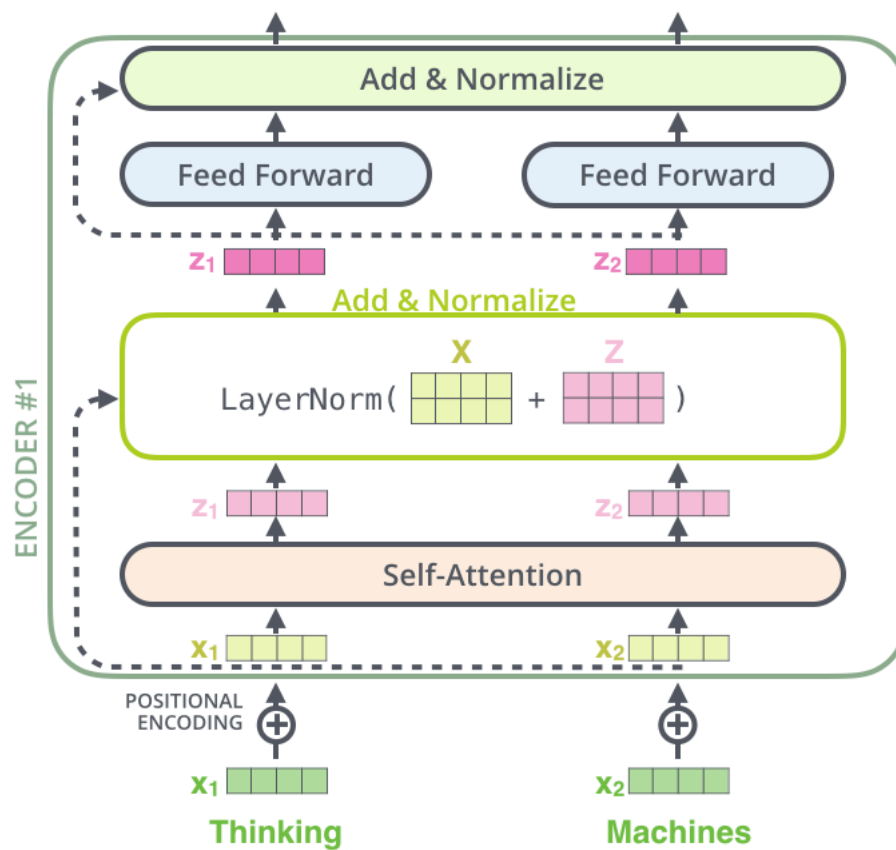 Add & Normalize
Feed Forward Feed Forward
z₁ z₂
Add & Normalize
X Z
LayerNorm( + )
ENCODER #1
z₁ z₂
Self-Attention
x₁ x₂
POSITIONAL
ENCODING
x₁ x₂
Thinking Machines